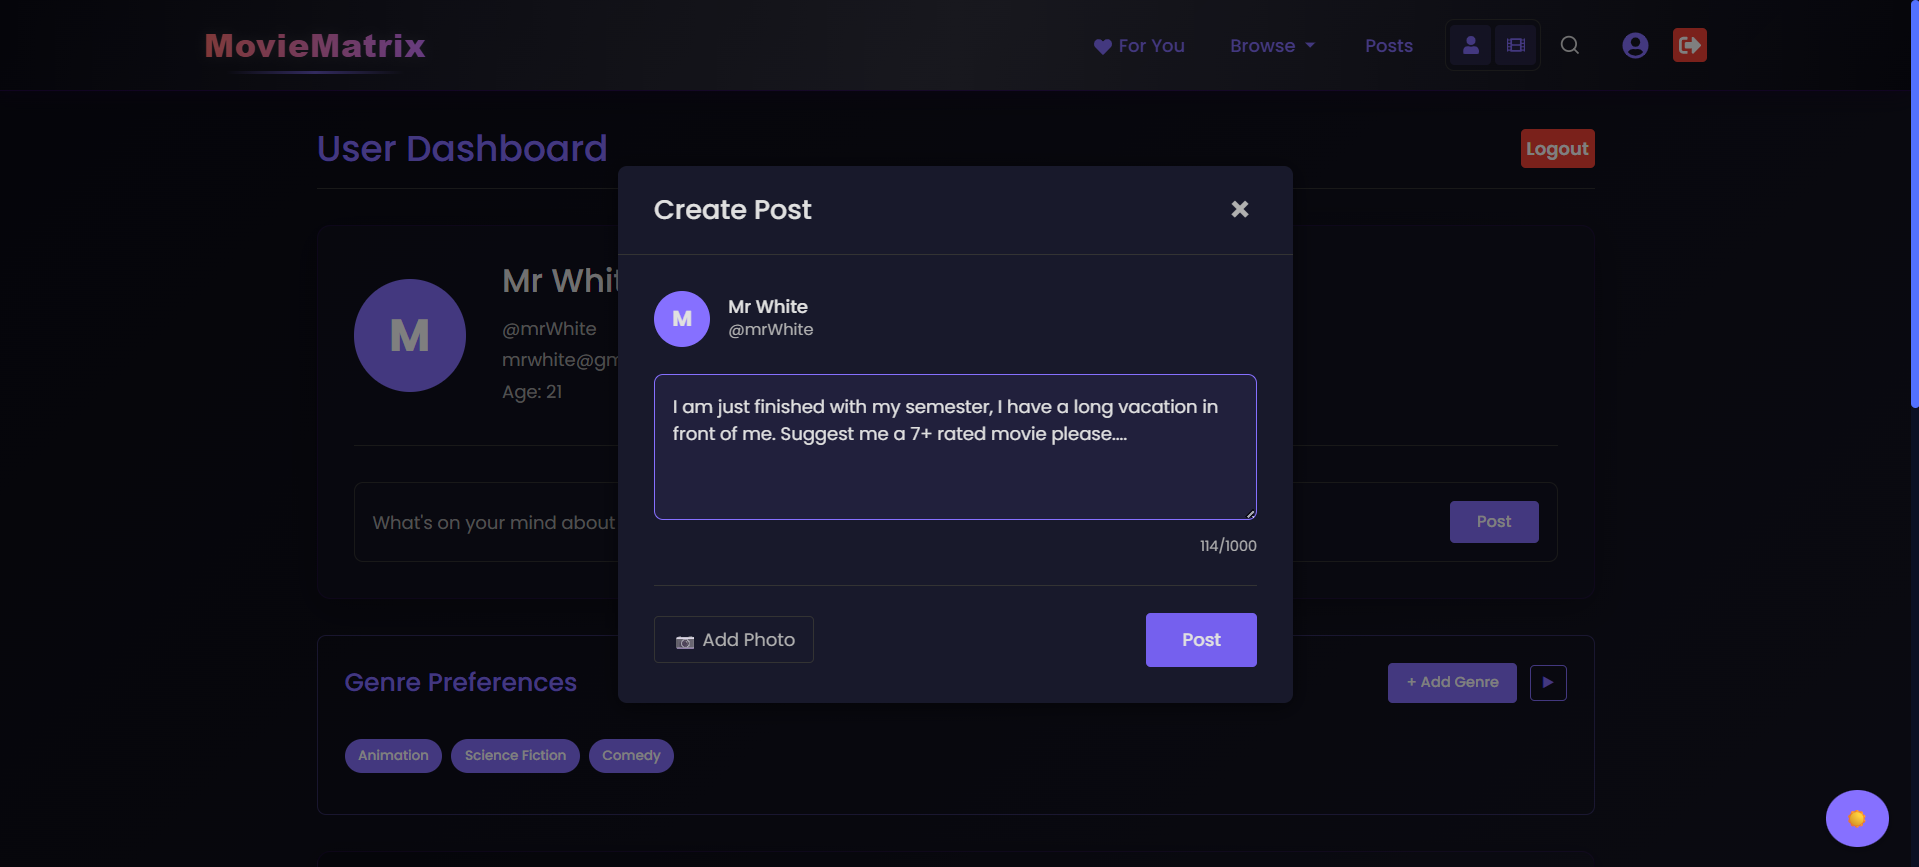 MovieMatrix
For You
Browse
Posts
User Dashboard
Logout
M
Mr Whit
@mrWhite
mrwhite@gm
Age: 21
What's on your mind about
Post
Create Post
M
Mr White
@mrWhite
I am just finished with my semester, I have a long vacation in
front of me. Suggest me a 7+ rated movie please....
114/1000
Add Photo
Post
Genre Preferences
+ Add Genre
Animation
Science Fiction
Comedy